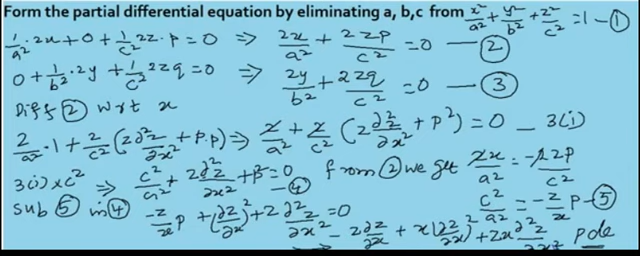 Form the partial differential equation by eliminating a, b,c from x²/a² + y²/b² + z²/c² = 1 — ①
1/a² · 2x + 0 + 1/c² 2z · p = 0 ⇒ 2x/a² + 2zp/c² = 0 — ②
0 + 1/b² · 2y + 1/c² 2zq = 0 ⇒ 2y/b² + 2zq/c² = 0 — ③
Diff ② wrt x
2/a² · 1 + 2/c² (z ∂²z/∂x² + p.p) ⇒ 2/a² + 2/c² (z ∂²z/∂x² + p²) = 0 — 3(i)
3(i) × c² ⇒ c²/a² + z ∂²z/∂x² + p² = 0 — ④ from ② we get 2x/a² = -2zp/c²
sub ⑤ in ④ -z/x p + (∂z/∂x)² + z ∂²z/∂x² = 0 c²/a² = -z/x p — ⑤
⇒ - z ∂z/∂x + x(∂z/∂x)² + zx ∂²z/∂x² pde